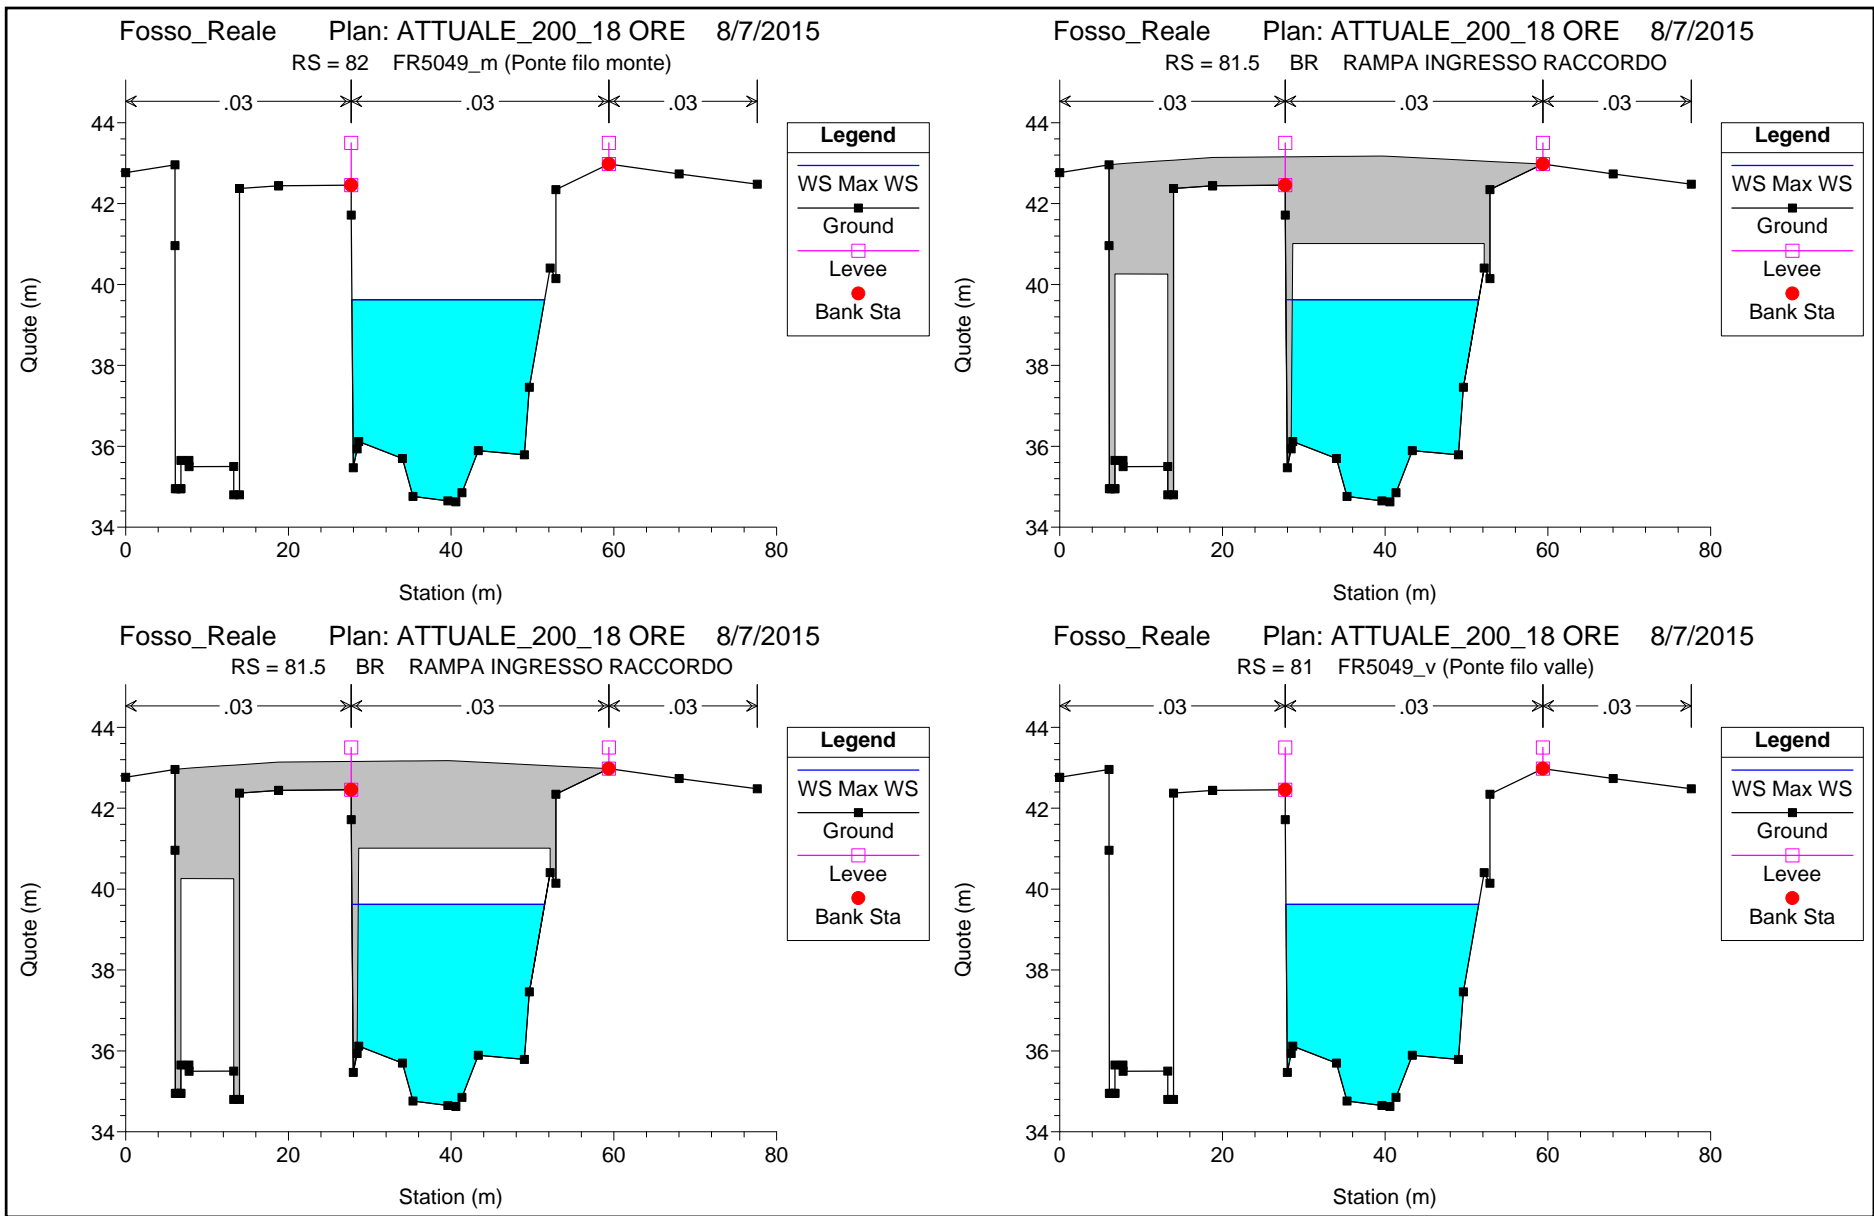 Fosso_Reale Plan: ATTUALE_200_18 ORE 8/7/2015
RS = 82 FR5049_m (Ponte filo monte)
.03 .03 .03
44
42
40
38
36
34
0 20 40 60 80
Quote (m)
Station (m)
Legend
WS Max WS
Ground
Levee
Bank Sta
Fosso_Reale Plan: ATTUALE_200_18 ORE 8/7/2015
RS = 81.5 BR RAMPA INGRESSO RACCORDO
.03 .03 .03
44
42
40
38
36
34
0 20 40 60 80
Quote (m)
Station (m)
Legend
WS Max WS
Ground
Levee
Bank Sta
Fosso_Reale Plan: ATTUALE_200_18 ORE 8/7/2015
RS = 81.5 BR RAMPA INGRESSO RACCORDO
.03 .03 .03
44
42
40
38
36
34
0 20 40 60 80
Quote (m)
Station (m)
Legend
WS Max WS
Ground
Levee
Bank Sta
Fosso_Reale Plan: ATTUALE_200_18 ORE 8/7/2015
RS = 81 FR5049_v (Ponte filo valle)
.03 .03 .03
44
42
40
38
36
34
0 20 40 60 80
Quote (m)
Station (m)
Legend
WS Max WS
Ground
Levee
Bank Sta